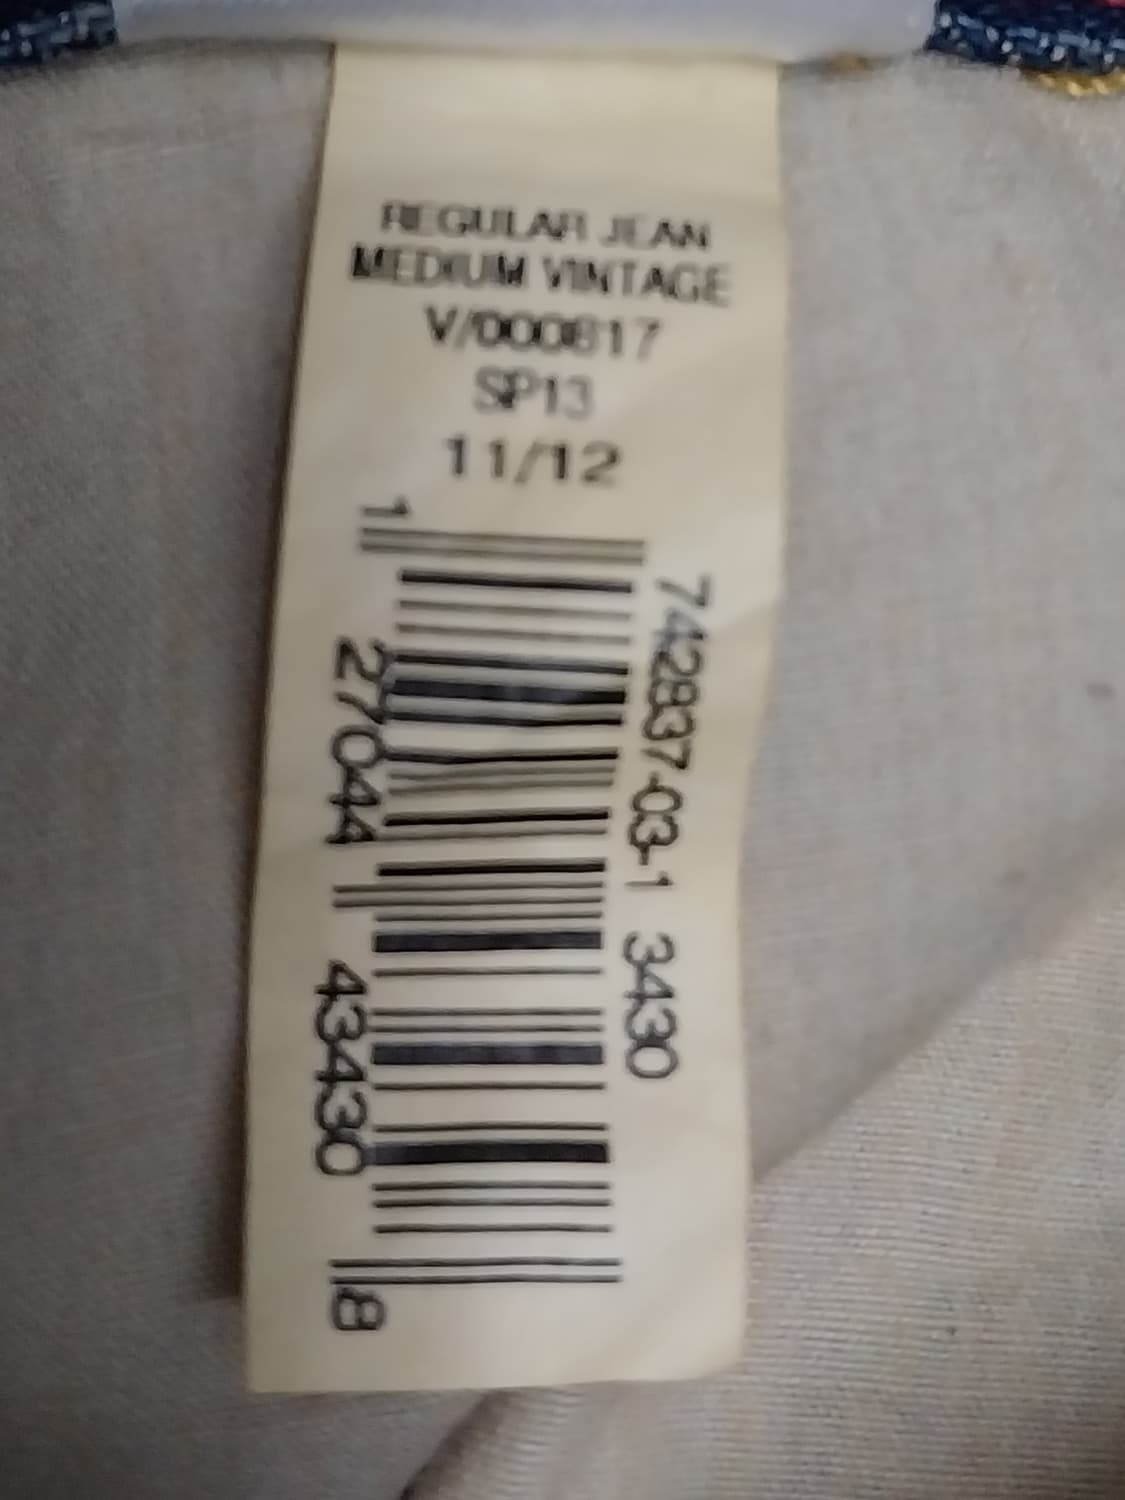 REGULAR JEAN
MEDIUM VINTAGE
V/000817
SP13
11/12
742837-03-1 3430
1 27044 43430 8